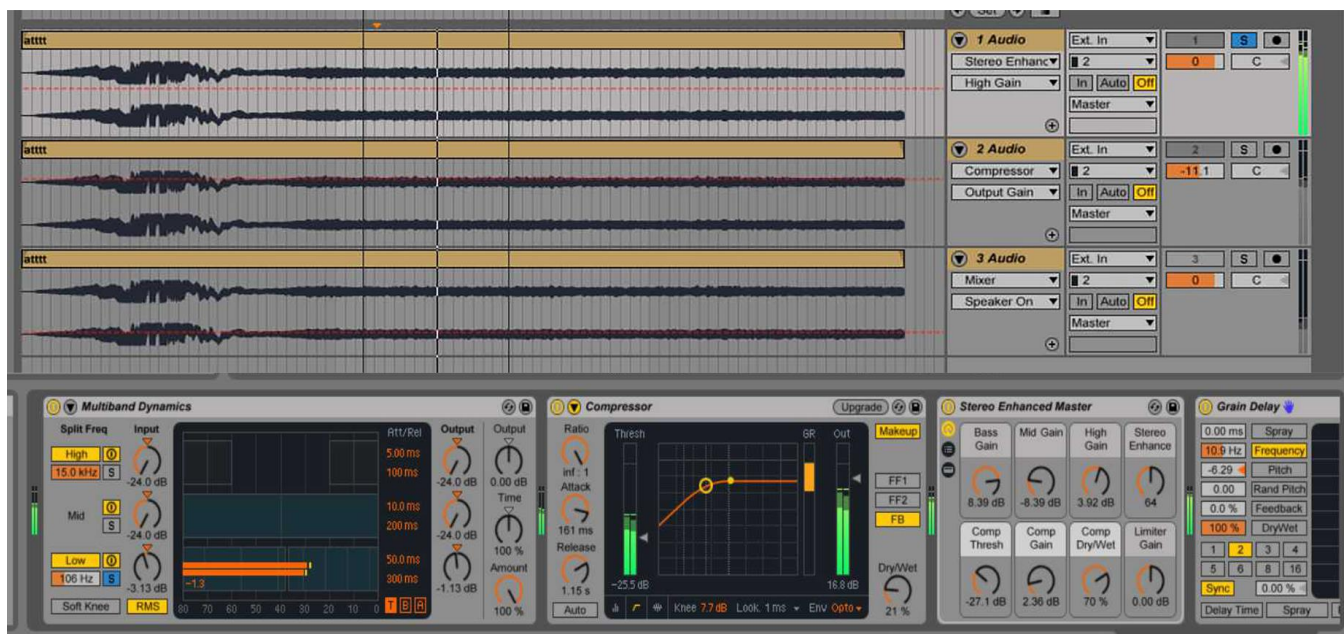 Set
atttt
1 Audio
Ext. In
1
S
Stereo Enhanc
2
0
C
High Gain
In Auto Off
Master
atttt
2 Audio
Ext. In
2
S
Compressor
2
-11.1
C
Output Gain
In Auto Off
Master
atttt
3 Audio
Ext. In
3
S
Mixer
2
0
C
Speaker On
In Auto Off
Master
Multiband Dynamics
Split Freq
Input
Att/Rel
Output
Output
High
15.0 kHz S
-24.0 dB
5.00 ms
100 ms
-24.0 dB
0.00 dB
Mid
S
-24.0 dB
10.0 ms
200 ms
-24.0 dB
Time
100 %
Low
106 Hz S
-3.13 dB
-1.3
50.0 ms
300 ms
-1.13 dB
Amount
100 %
Soft Knee
RMS
80 70 60 50 40 30 20 10 0
T B A
Compressor
Upgrade
Ratio
inf : 1
Attack
161 ms
Release
1.15 s
Auto
Thresh
GR
Out
-25.5 dB
16.8 dB
Knee 7.7 dB Look. 1 ms Env Opto
Makeup
FF1
FF2
FB
Dry/Wet
21 %
Stereo Enhanced Master
Bass Gain
Mid Gain
High Gain
Stereo Enhance
8.39 dB
-8.39 dB
3.92 dB
64
Comp Thresh
Comp Gain
Comp Dry/Wet
Limiter Gain
-27.1 dB
2.36 dB
70 %
0.00 dB
Grain Delay
0.00 ms Spray
10.9 Hz Frequency
-6.29 Pitch
0.00 Rand Pitch
0.0 % Feedback
100 % DryWet
1 2 3 4
5 6 8 16
Sync 0.00 %
Delay Time Spray